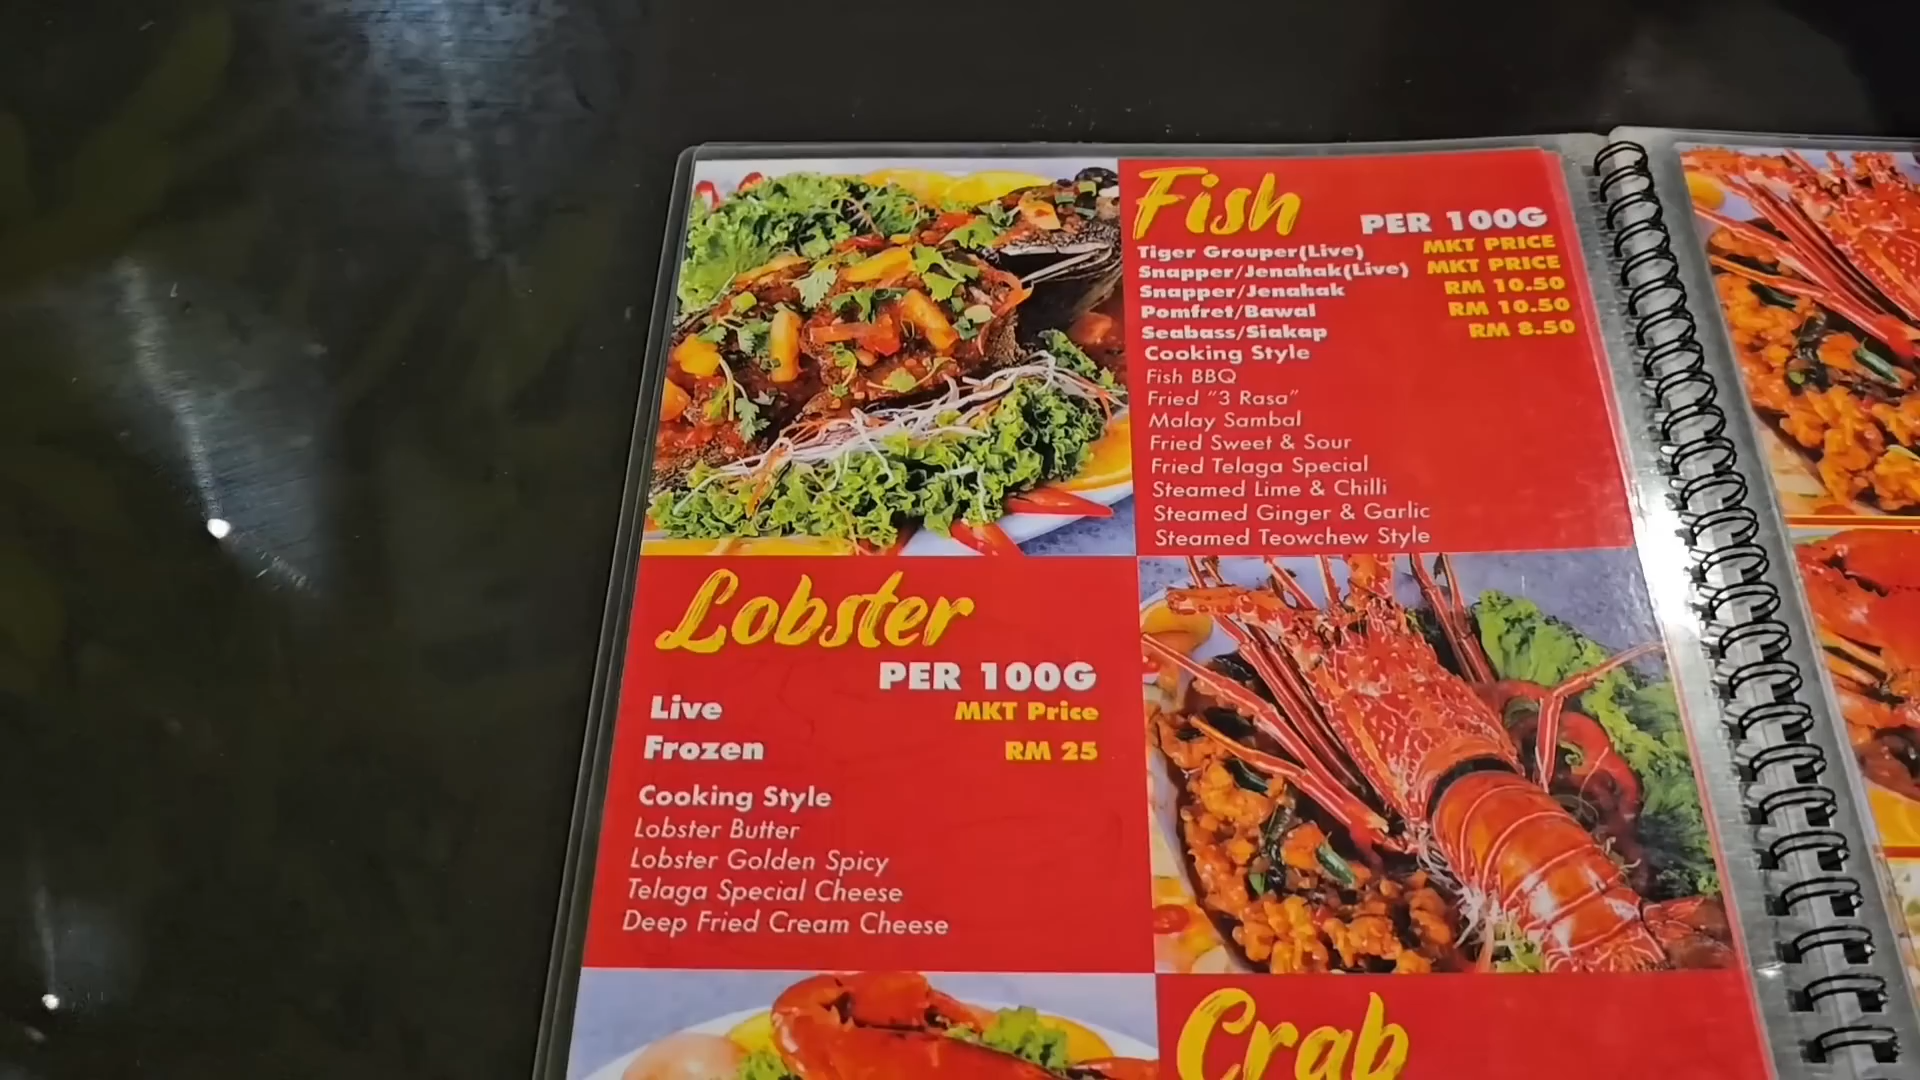 Fish
PER 100G
Tiger Grouper(Live) MKT PRICE
Snapper/Jenahak(Live) MKT PRICE
Snapper/Jenahak RM 10.50
Pomfret/Bawal RM 10.50
Seabass/Siakap RM 8.50
Cooking Style
Fish BBQ
Fried "3 Rasa"
Malay Sambal
Fried Sweet & Sour
Fried Telaga Special
Steamed Lime & Chilli
Steamed Ginger & Garlic
Steamed Teowchew Style
Lobster
PER 100G
Live MKT Price
Frozen RM 25
Cooking Style
Lobster Butter
Lobster Golden Spicy
Telaga Special Cheese
Deep Fried Cream Cheese
Crab